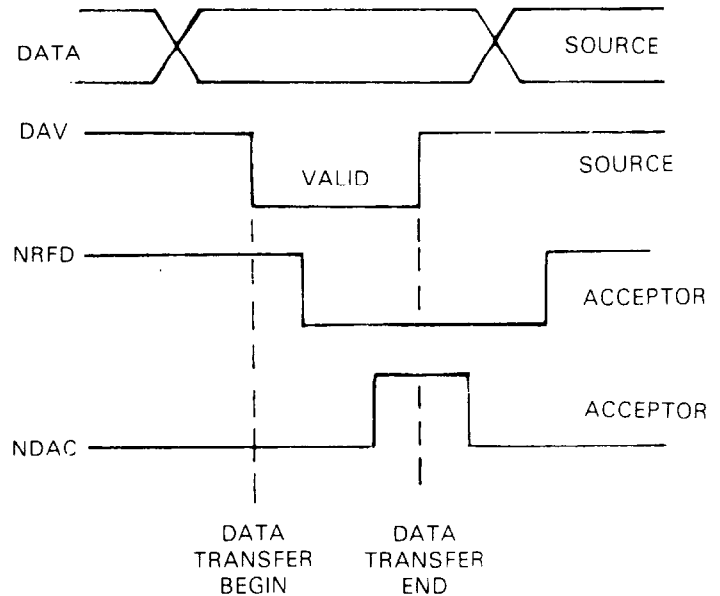 DATA
SOURCE
DAV
VALID
SOURCE
NRFD
ACCEPTOR
ACCEPTOR
NDAC
DATA
TRANSFER
BEGIN
DATA
TRANSFER
END